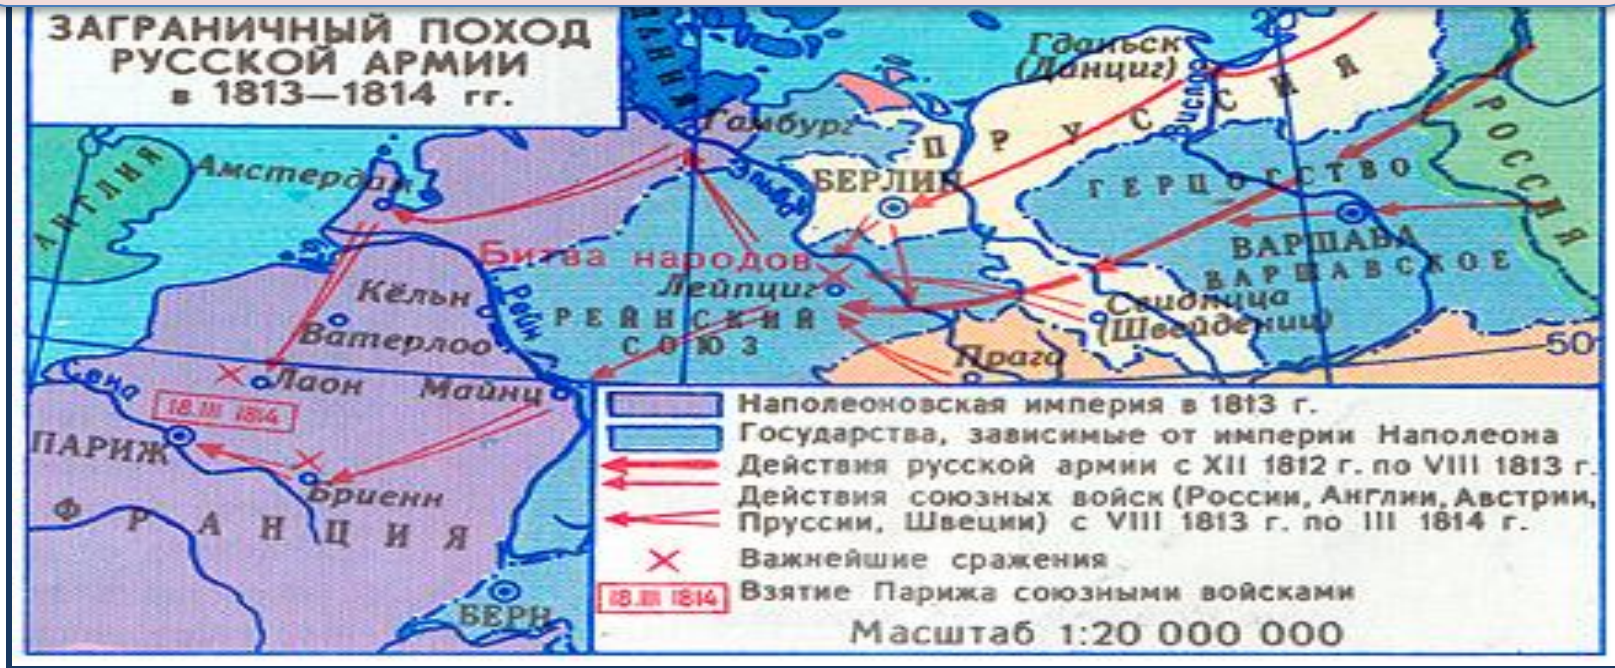 ЗАГРАНИЧНЫЙ ПОХОД
РУССКОЙ АРМИИ
в 1813—1814 гг.
АНГЛИЯ
Амстердам
Гамбург
Эльба
Гданьск
(Данциг)
Висла
ПРУССИЯ
РОССИЯ
БЕРЛИН
ГЕРЦОГСТВО
ВАРШАВА
ВАРШАВСКОЕ
Битва народов
Лейпциг
Свидница
(Швейдениц)
Кёльн
Рейн
РЕЙНСКИЙ
СОЮЗ
Ватерлоо
Прага
50
Сена
Лаон
Майнц
18.III 1814
ПАРИЖ
Бриенн
ФРАНЦИЯ
БЕРН
Наполеоновская империя в 1813 г.
Государства, зависимые от империи Наполеона
Действия русской армии с XII 1812 г. по VIII 1813 г.
Действия союзных войск (России, Англии, Австрии,
Пруссии, Швеции) с VIII 1813 г. по III 1814 г.
Важнейшие сражения
18.III 1814 Взятие Парижа союзными войсками
Масштаб 1:20 000 000